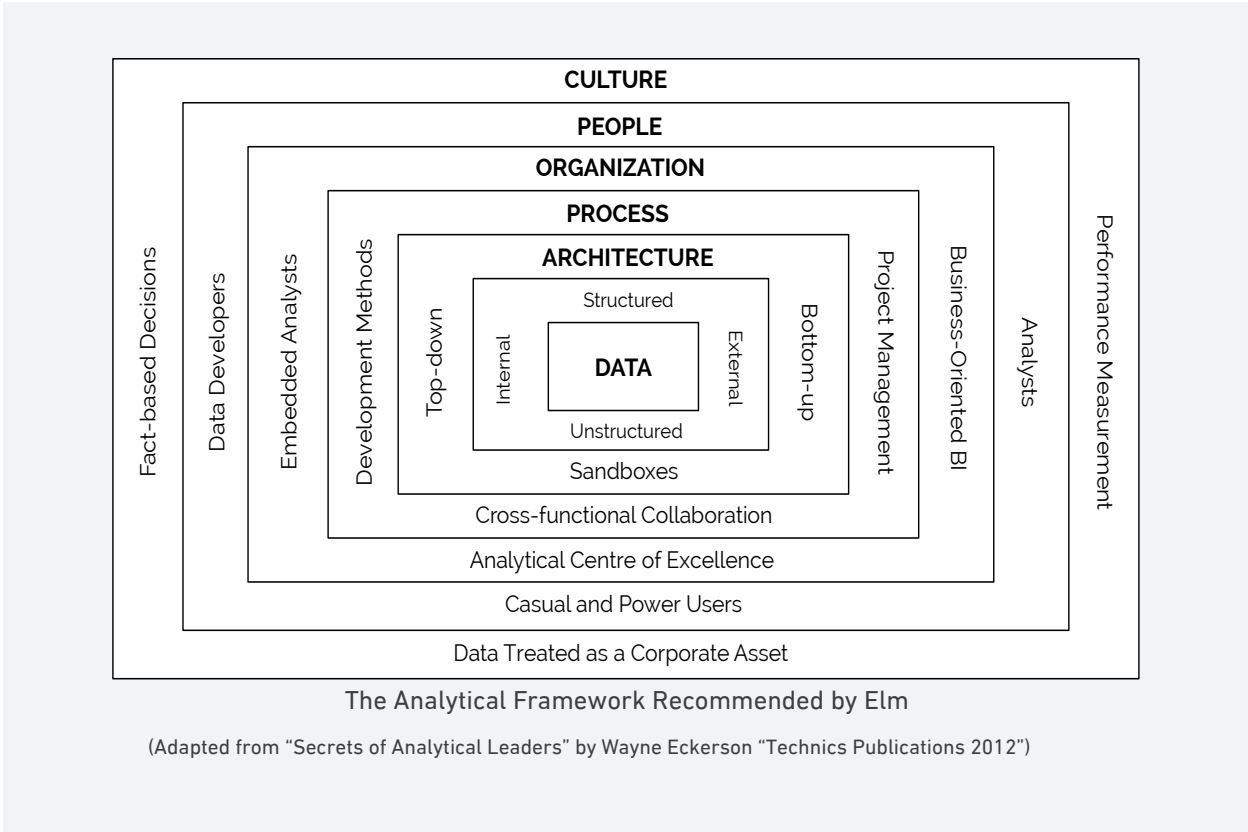 CULTURE
PEOPLE
ORGANIZATION
PROCESS
ARCHITECTURE
Structured
Fact-based Decisions
Data Developers
Embedded Analysts
Development Methods
Top-down
Internal
DATA
External
Bottom-up
Project Management
Business-Oriented BI
Analysts
Performance Measurement
Unstructured
Sandboxes
Cross-functional Collaboration
Analytical Centre of Excellence
Casual and Power Users
Data Treated as a Corporate Asset
The Analytical Framework Recommended by Elm
(Adapted from “Secrets of Analytical Leaders” by Wayne Eckerson “Technics Publications 2012”)